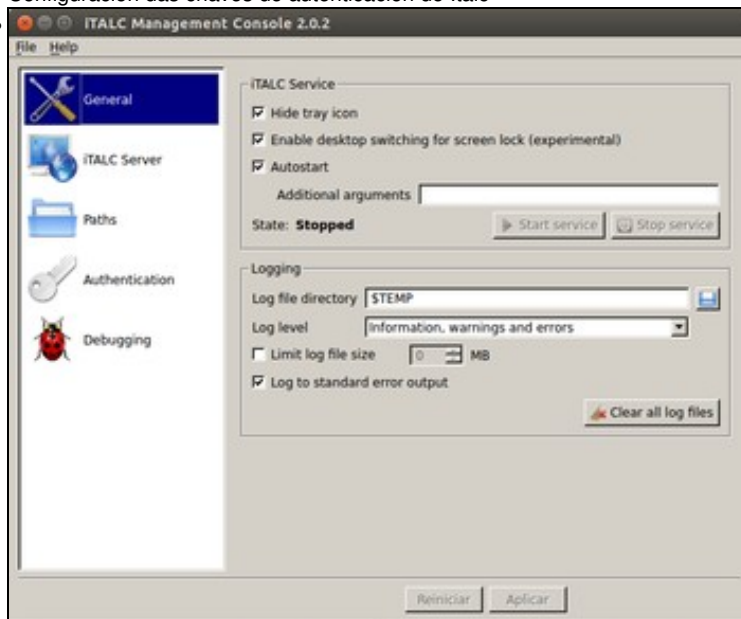 Configuración das chaves de autenticación de italc
iTALC Management Console 2.0.2
File Help
General
iTALC Server
Paths
Authentication
Debugging
iTALC Service
Hide tray icon
Enable desktop switching for screen lock (experimental)
Autostart
Additional arguments
State: Stopped
Start service
Stop service
Logging
Log file directory $TEMP
Log level Information, warnings and errors
Limit log file size 0 MB
Log to standard error output
Clear all log files
Reiniciar
Aplicar